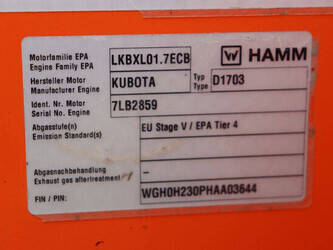 Motorfamilie EPA
Engine Family EPA
LKBXL01.7ECB
HAMM
Hersteller Motor
Manufacturer Engine
KUBOTA
Typ
Type
D1703
Ident. Nr. Motor
Serial No. Engine
7LB2859
Abgasstufe(n)
Emission Standard(s)
EU Stage V / EPA Tier 4
Abgasnachbehandlung
Exhaust gas aftertreatment
-
FIN / PIN:
WGH0H230PHAA03644